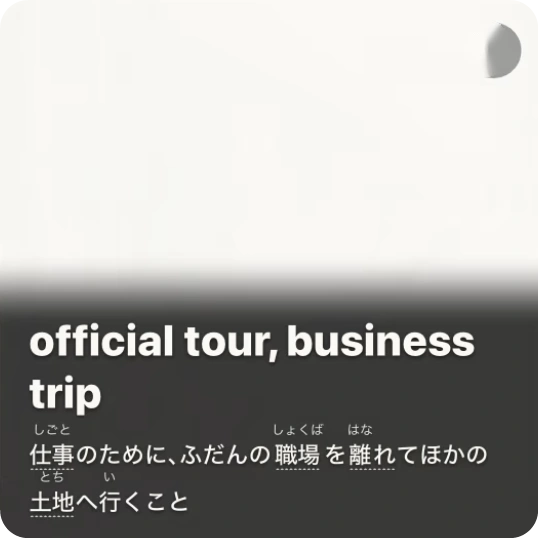 official tour, business
trip
しごと しょくば はな
仕事のために、ふだんの職場を離れてほかの
とち い
土地へ行くこと